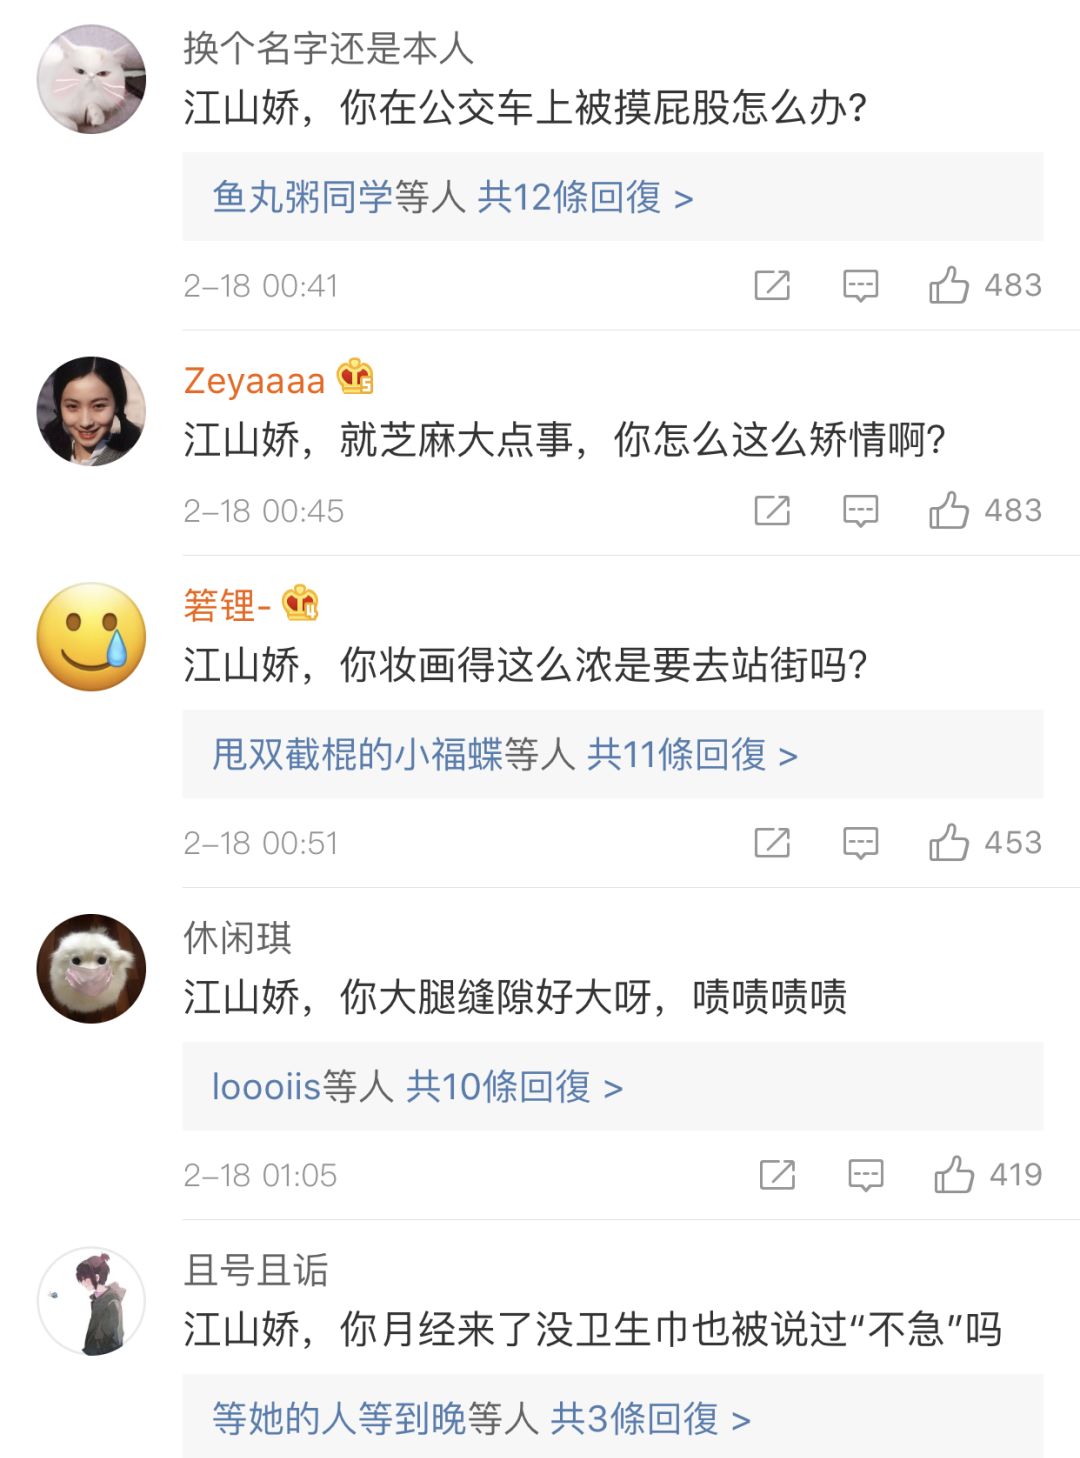 换个名字还是本人
江山娇，你在公交车上被摸屁股怎么办?
鱼丸粥同学等人 共12條回復 >
2-18 00:41
483
Zeyaaaa
5
江山娇，就芝麻大点事，你怎么这么矫情啊?
2-18 00:45
483
箬锂-
4
江山娇，你妆画得这么浓是要去站街吗?
甩双截棍的小福蝶等人 共11條回復 >
2-18 00:51
453
休闲琪
江山娇，你大腿缝隙好大呀，啧啧啧啧
loooiis等人 共10條回復 >
2-18 01:05
419
且号且诟
江山娇，你月经来了没卫生巾也被说过“不急”吗
等她的人等到晚等人 共3條回復 >